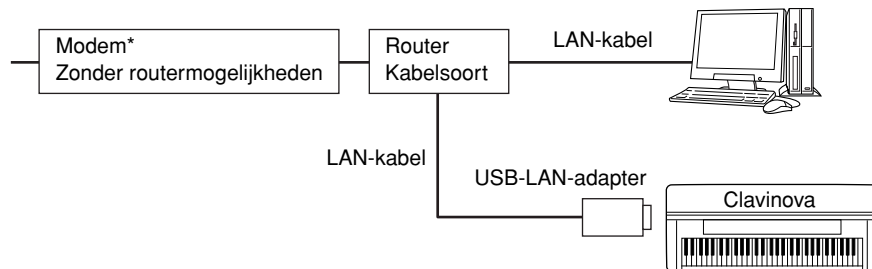 Modem*
Zonder routermogelijkheden
Router
Kabelsoort
LAN-kabel
LAN-kabel
USB-LAN-adapter
Clavinova